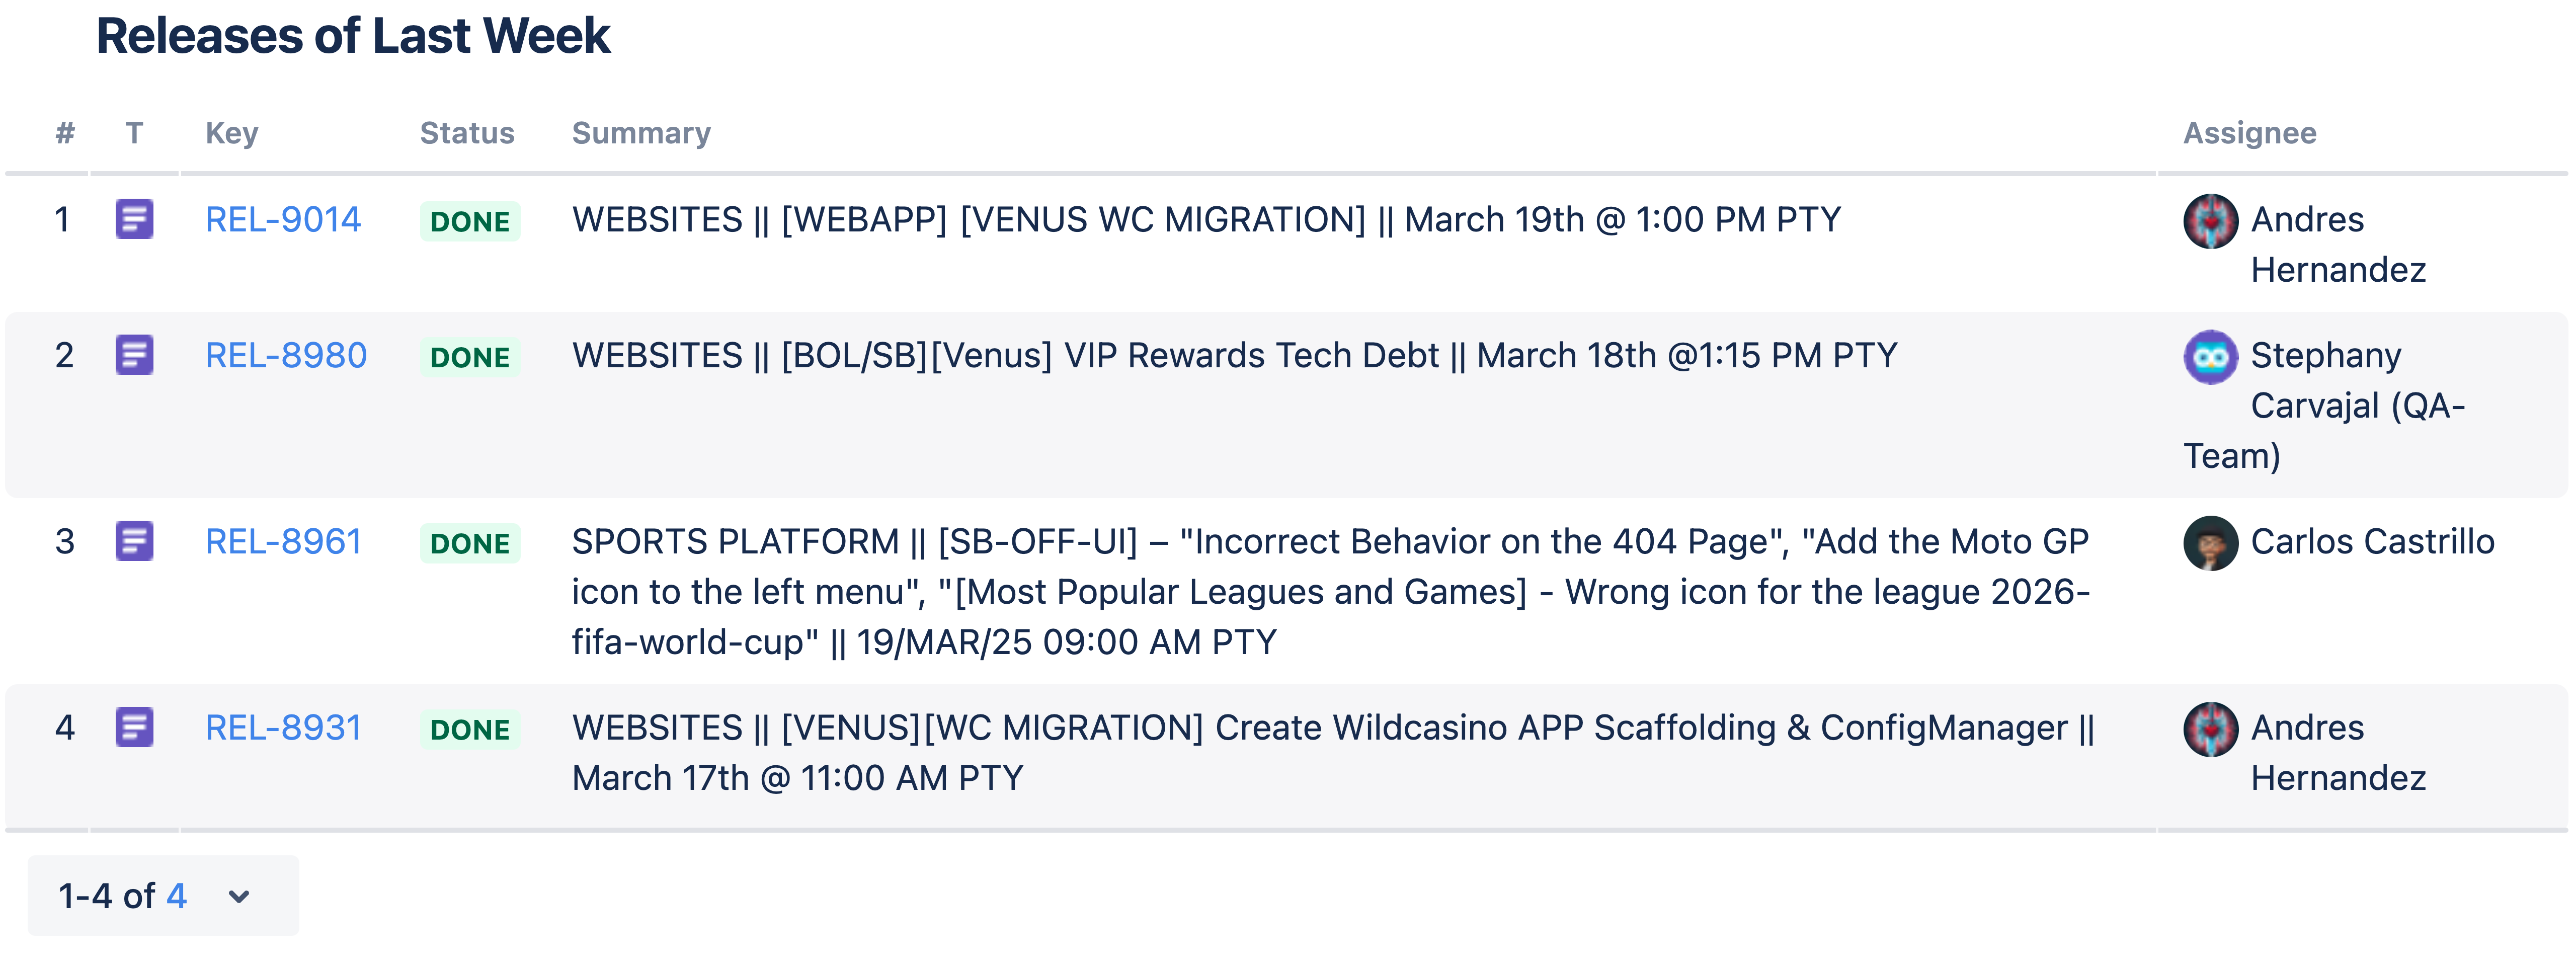 Releases of Last Week
# T Key Status Summary Assignee
1 REL-9014 DONE WEBSITES || [WEBAPP] [VENUS WC MIGRATION] || March 19th @ 1:00 PM PTY Andres
Hernandez
2 REL-8980 DONE WEBSITES || [BOL/SB][Venus] VIP Rewards Tech Debt || March 18th @1:15 PM PTY Stephany
Carvajal (QA-
Team)
3 REL-8961 DONE SPORTS PLATFORM || [SB-OFF-UI] – "Incorrect Behavior on the 404 Page", "Add the Moto GP Carlos Castrillo
icon to the left menu", "[Most Popular Leagues and Games] - Wrong icon for the league 2026-
fifa-world-cup" || 19/MAR/25 09:00 AM PTY
4 REL-8931 DONE WEBSITES || [VENUS][WC MIGRATION] Create Wildcasino APP Scaffolding & ConfigManager || Andres
March 17th @ 11:00 AM PTY Hernandez
1-4 of 4